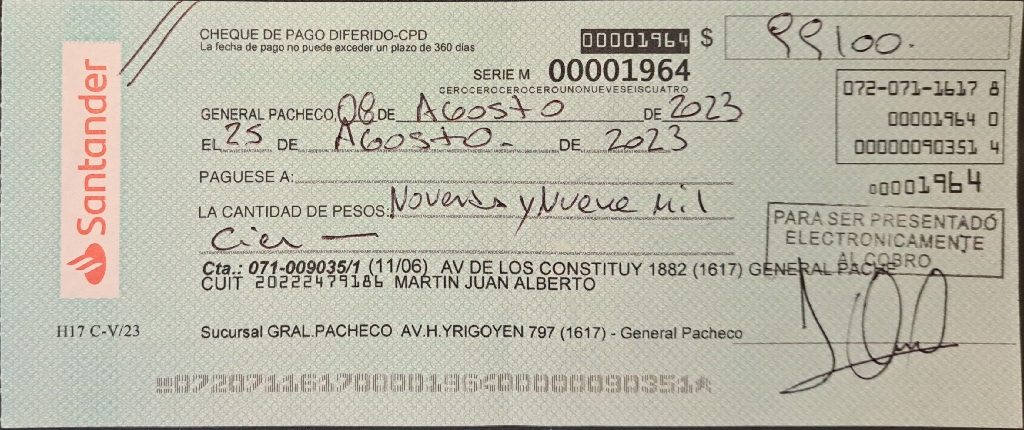 Santander
CHEQUE DE PAGO DIFERIDO-CPD
La fecha de pago no puede exceder un plazo de 360 días
00001964 $ 99100.
SERIE M 00001964
CEROCEROCEROCEROUNONUEVESEISCUATRO
072-071-1617 8
00001964 0
00000090351 4
GENERAL PACHECO, 08 DE Agosto DE 2023
EL 25 DE Agosto. DE 2023
PAGUESE A:
00001964
LA CANTIDAD DE PESOS: Noventa y Nueve Mil
Cien —
PARA SER PRESENTADO
ELECTRONICAMENTE
AL COBRO
Cta.: 071-009035/1 (11/06) AV DE LOS CONSTITUY 1882 (1617) GENERAL PACHE
CUIT 20222479186 MARTIN JUAN ALBERTO
H17 C-V/23
Sucursal GRAL.PACHECO AV.H.YRIGOYEN 797 (1617) - General Pacheco
07207116170000196400000090351